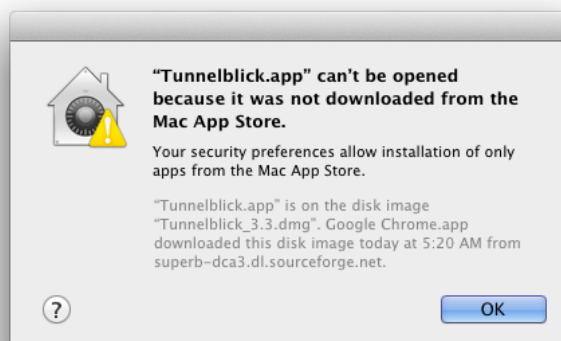 “Tunnelblick.app” can’t be opened
because it was not downloaded from the
Mac App Store.
Your security preferences allow installation of only
apps from the Mac App Store.
“Tunnelblick.app” is on the disk image
“Tunnelblick_3.3.dmg”. Google Chrome.app
downloaded this disk image today at 5:20 AM from
superb-dca3.dl.sourceforge.net.
?
OK